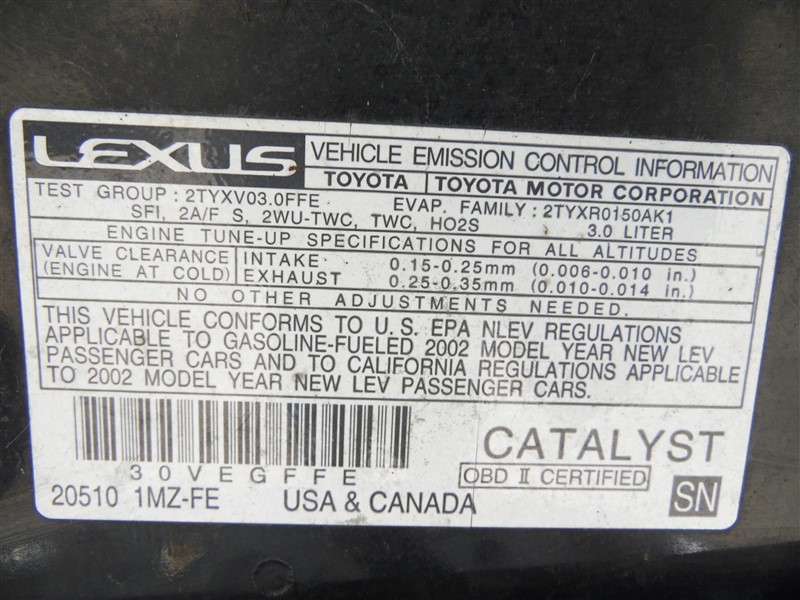 LEXUS
VEHICLE EMISSION CONTROL INFORMATION
TOYOTA TOYOTA MOTOR CORPORATION
TEST GROUP : 2TYXV03.0FFE EVAP. FAMILY : 2TYXR0150AK1
SFI, 2A/F S, 2WU-TWC, TWC, HO2S 3.0 LITER
ENGINE TUNE-UP SPECIFICATIONS FOR ALL ALTITUDES
VALVE CLEARANCE INTAKE 0.15-0.25mm (0.006-0.010 in.)
(ENGINE AT COLD) EXHAUST 0.25-0.35mm (0.010-0.014 in.)
NO OTHER ADJUSTMENTS NEEDED.
THIS VEHICLE CONFORMS TO U.S. EPA NLEV REGULATIONS
APPLICABLE TO GASOLINE-FUELED 2002 MODEL YEAR NEW LEV
PASSENGER CARS AND TO CALIFORNIA REGULATIONS APPLICABLE
TO 2002 MODEL YEAR NEW LEV PASSENGER CARS.
CATALYST
30VEGFFE
OBD II CERTIFIED
20510 1MZ-FE USA & CANADA
SN